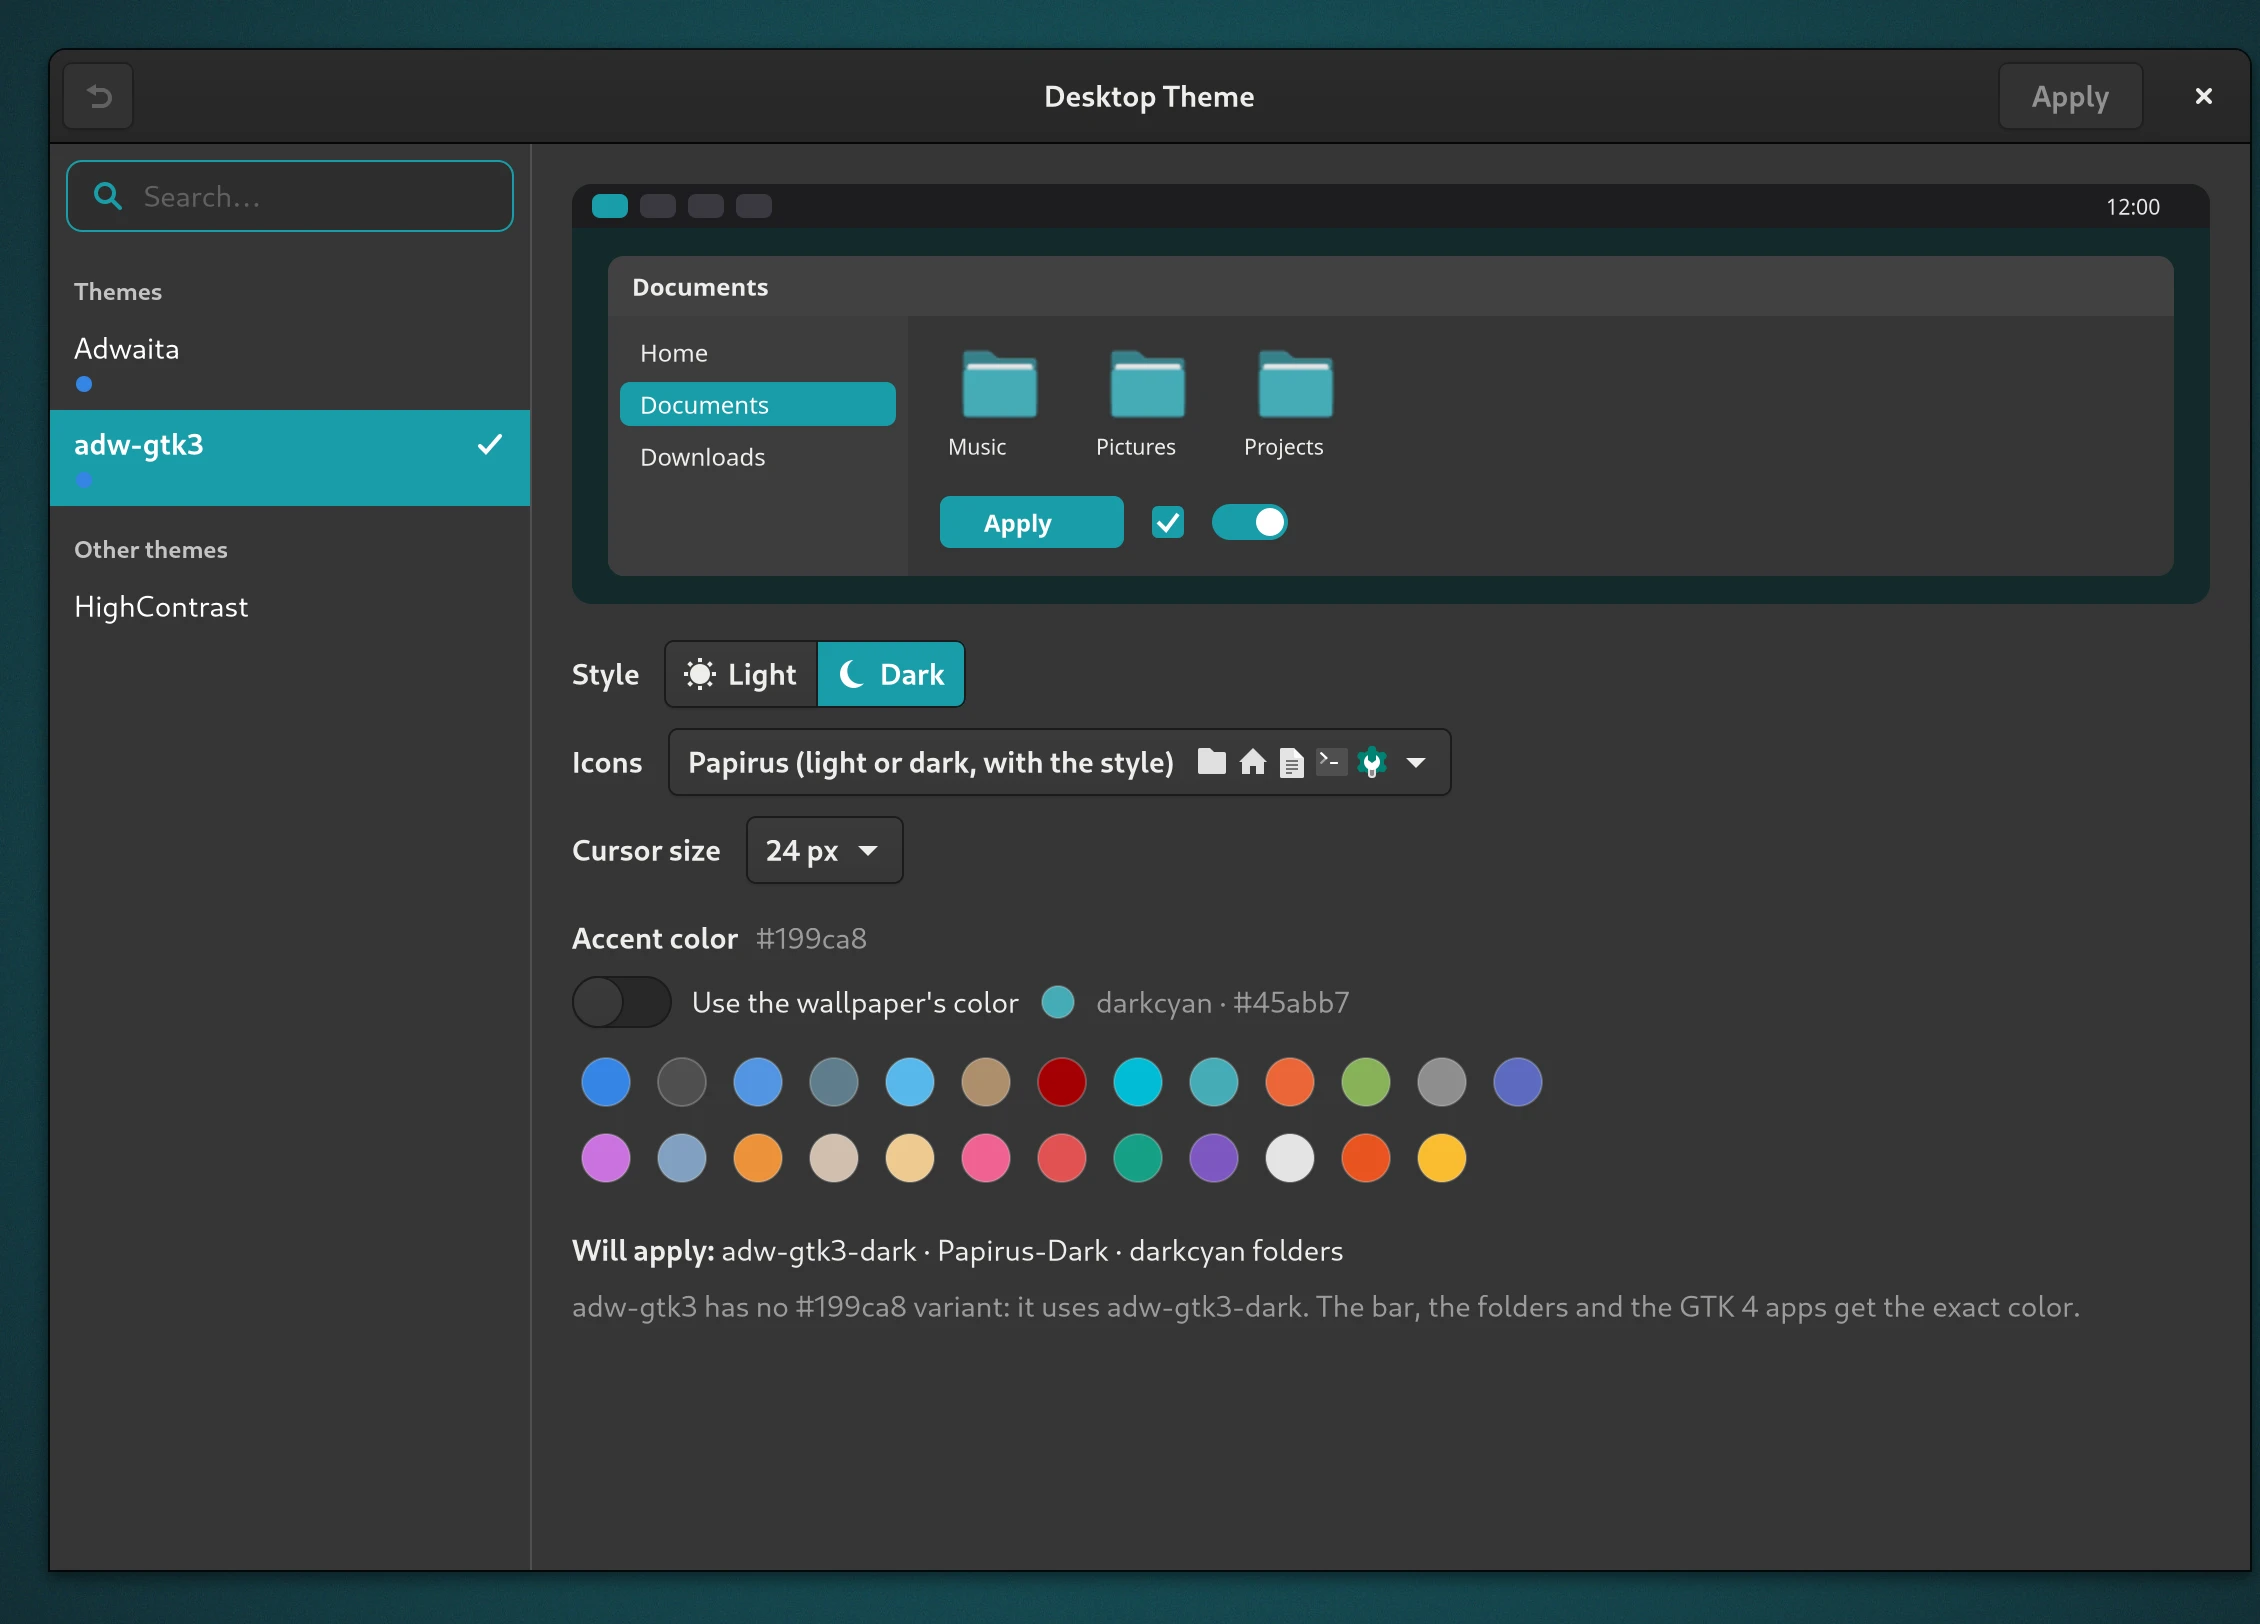 Desktop Theme
Apply
Search...
Themes
Adwaita
adw-gtk3
Other themes
HighContrast
12:00
Documents
Home
Documents
Downloads
Music Pictures Projects
Apply
Style Light Dark
Icons Papirus (light or dark, with the style)
Cursor size 24 px
Accent color #199ca8
Use the wallpaper's color darkcyan · #45abb7
Will apply: adw-gtk3-dark · Papirus-Dark · darkcyan folders
adw-gtk3 has no #199ca8 variant: it uses adw-gtk3-dark. The bar, the folders and the GTK 4 apps get the exact color.